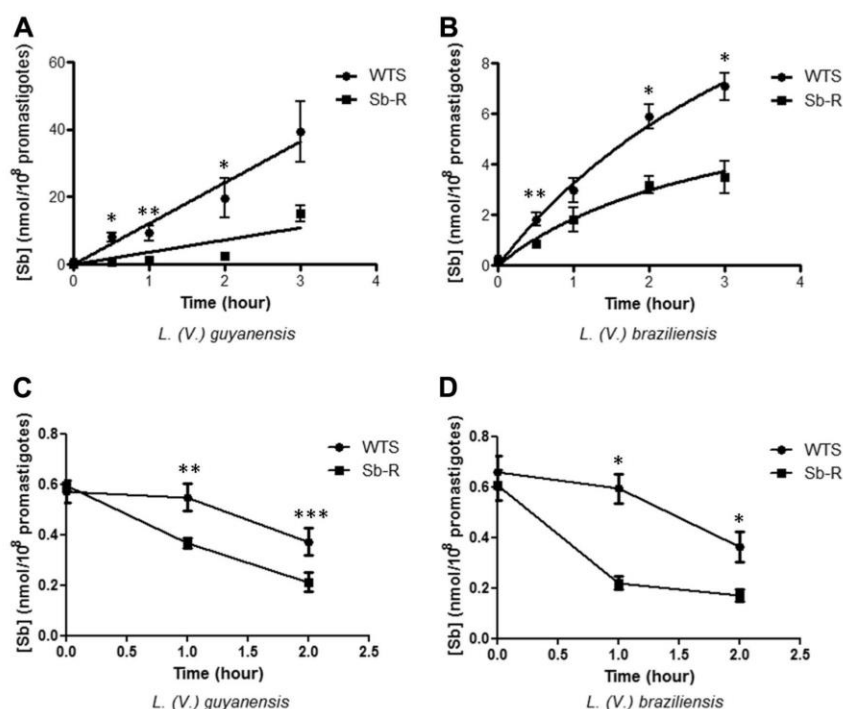 A
B
[Sb] (nmol/10⁸ promastigotes)
60
40
20
0
0
1
2
3
4
*
**
*
WTS
Sb-R
Time (hour)
L. (V.) guyanensis
[Sb] (nmol/10⁸ promastigotes)
8
6
4
2
0
0
1
2
3
4
**
*
*
WTS
Sb-R
Time (hour)
L. (V.) braziliensis
C
D
[Sb] (nmol/10⁸ promastigotes)
0.8
0.6
0.4
0.2
0.0
0.0
0.5
1.0
1.5
2.0
2.5
**
***
WTS
Sb-R
Time (hour)
L. (V.) guyanensis
[Sb] (nmol/10⁸ promastigotes)
0.8
0.6
0.4
0.2
0.0
0.0
0.5
1.0
1.5
2.0
2.5
*
*
WTS
Sb-R
Time (hour)
L. (V.) braziliensis